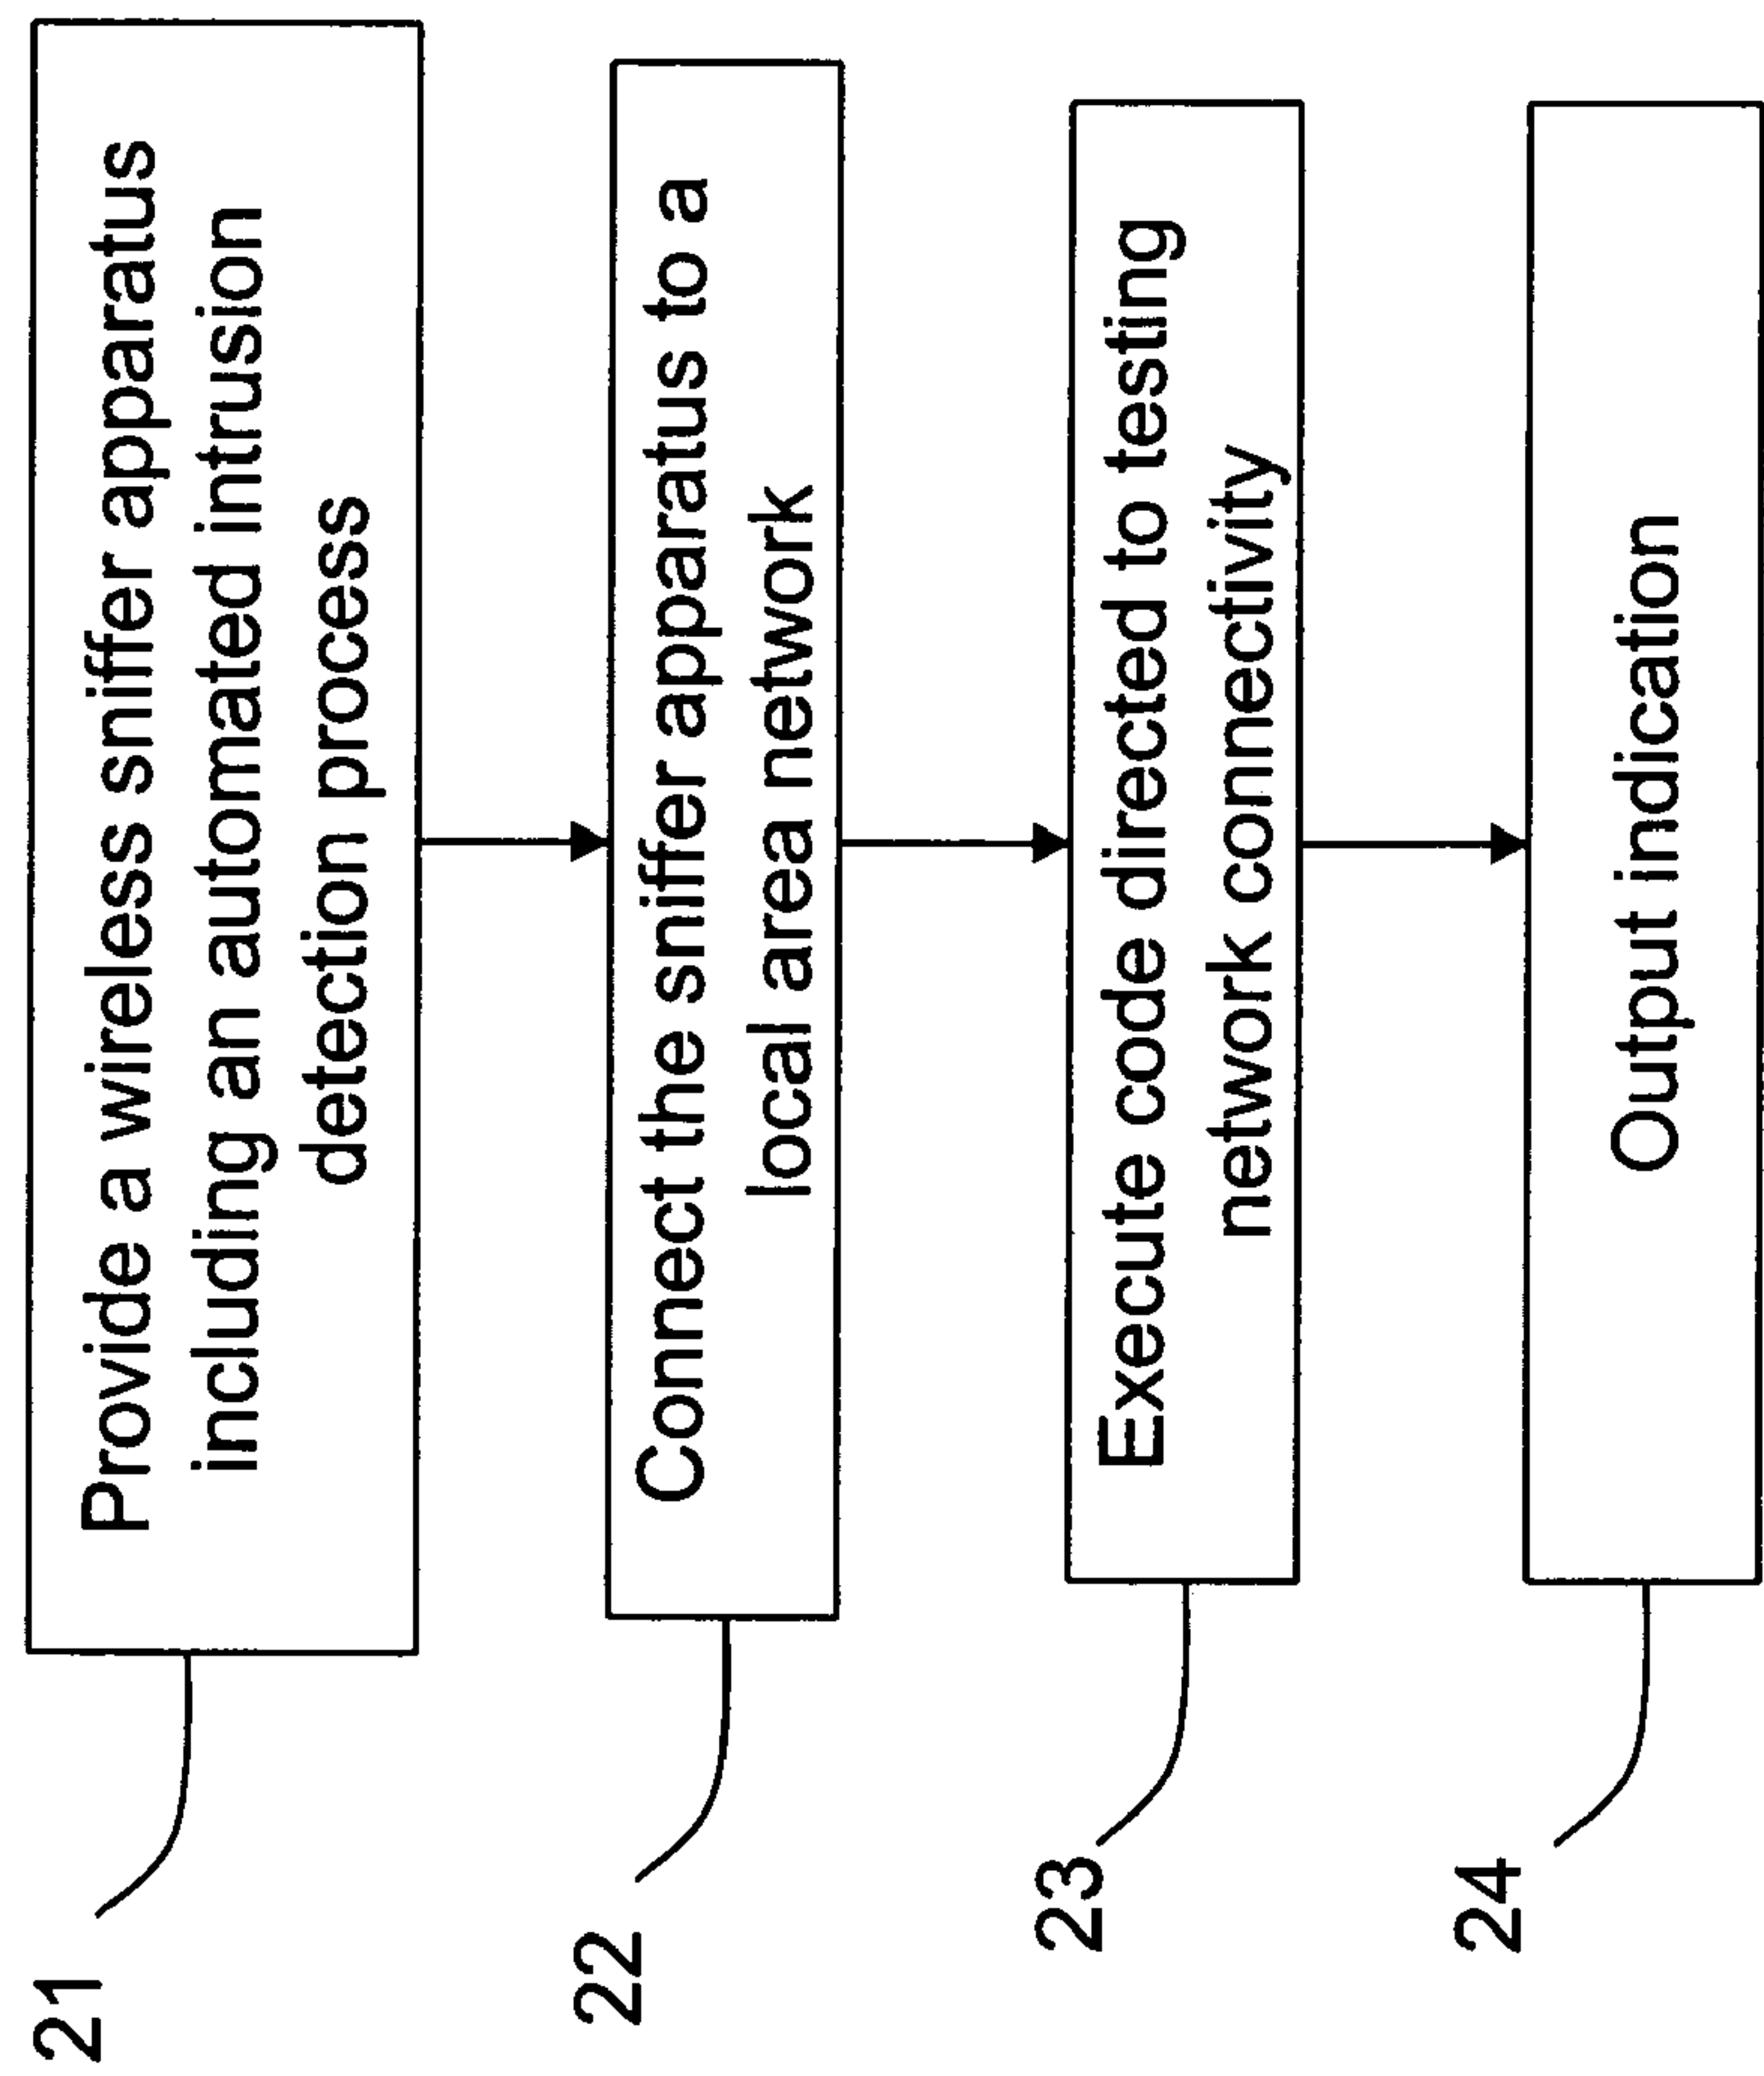 21
Provide a wireless sniffer apparatus
including an automated intrusion
detection process
22
Connect the sniffer apparatus to a
local area network
23
Execute code directed to testing
network connectivity
24
Output indication